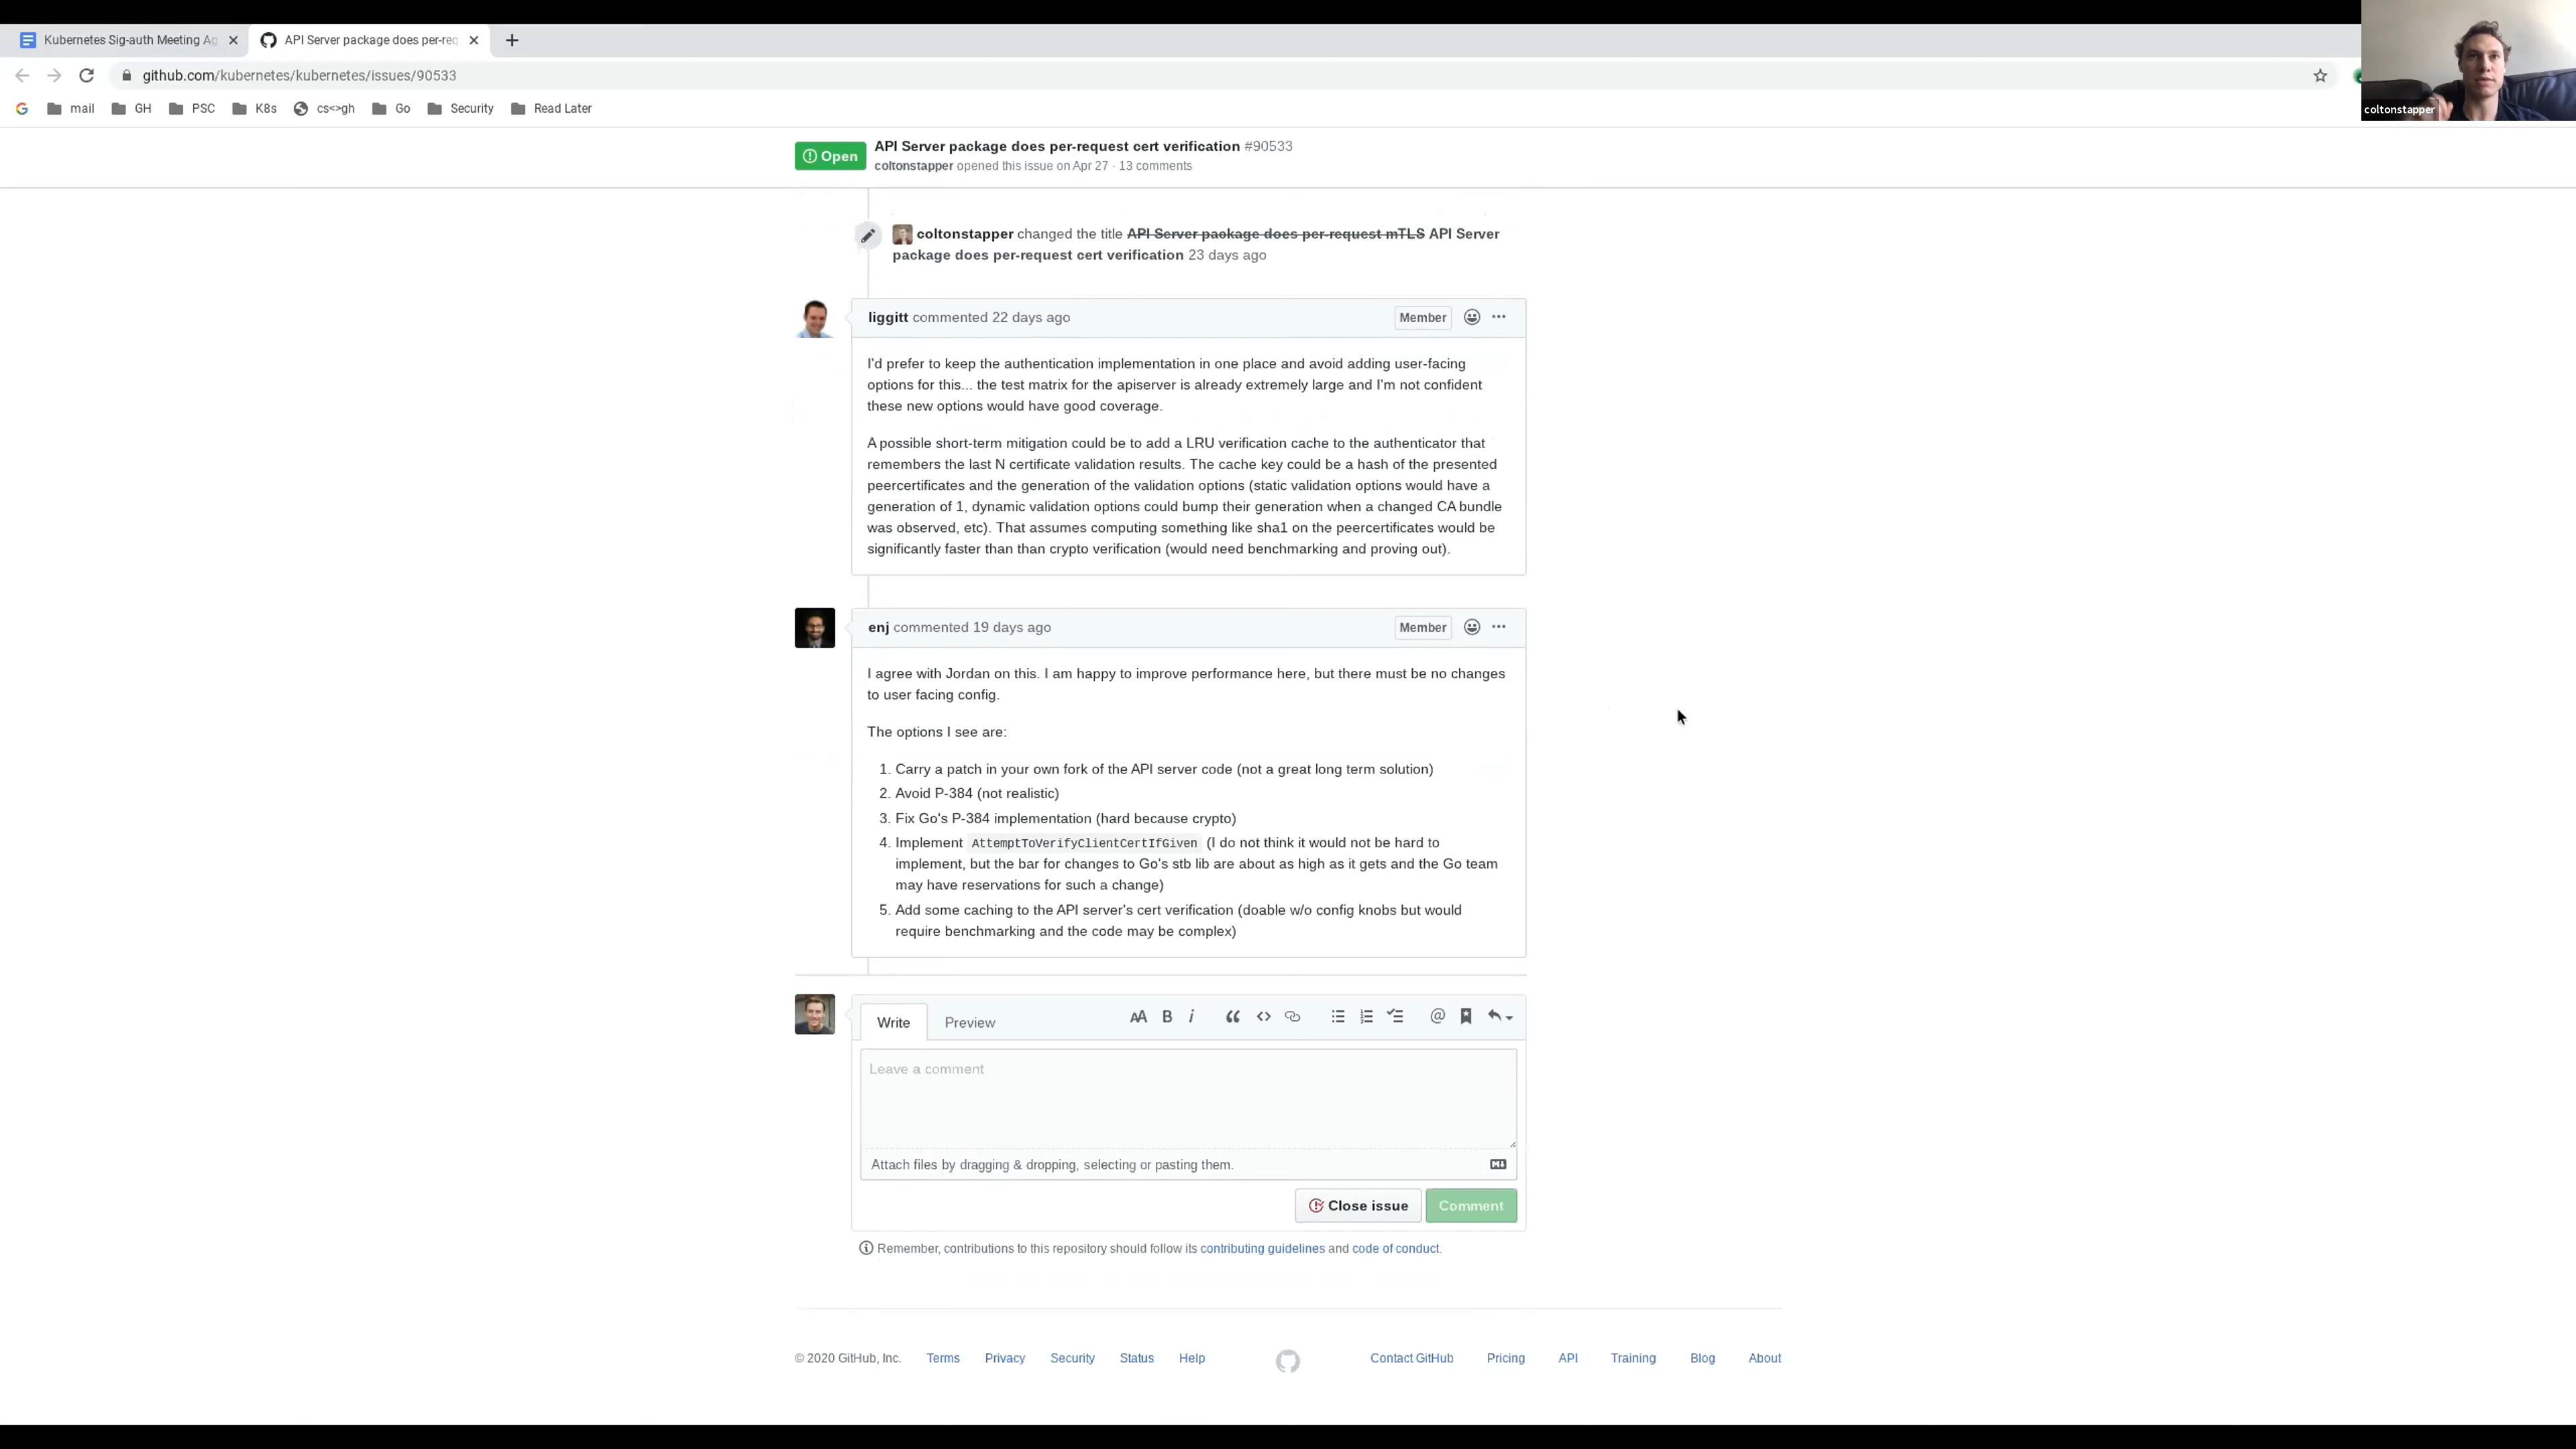 Kubernetes Sig-auth Meeting Ag
API Server package does per-req
github.com/kubernetes/kubernetes/issues/90533
mail GH PSC K8s cs<>gh Go Security Read Later
coltonstapper
Open
API Server package does per-request cert verification #90533
coltonstapper opened this issue on Apr 27 · 13 comments
coltonstapper changed the title API Server package does per-request mTLS API Server
package does per-request cert verification 23 days ago
liggitt commented 22 days ago
Member
I'd prefer to keep the authentication implementation in one place and avoid adding user-facing
options for this... the test matrix for the apiserver is already extremely large and I'm not confident
these new options would have good coverage.
A possible short-term mitigation could be to add a LRU verification cache to the authenticator that
remembers the last N certificate validation results. The cache key could be a hash of the presented
peercertificates and the generation of the validation options (static validation options would have a
generation of 1, dynamic validation options could bump their generation when a changed CA bundle
was observed, etc). That assumes computing something like sha1 on the peercertificates would be
significantly faster than than crypto verification (would need benchmarking and proving out).
enj commented 19 days ago
Member
I agree with Jordan on this. I am happy to improve performance here, but there must be no changes
to user facing config.
The options I see are:
1. Carry a patch in your own fork of the API server code (not a great long term solution)
2. Avoid P-384 (not realistic)
3. Fix Go's P-384 implementation (hard because crypto)
4. Implement AttemptToVerifyClientCertIfGiven (I do not think it would not be hard to
implement, but the bar for changes to Go's stb lib are about as high as it gets and the Go team
may have reservations for such a change)
5. Add some caching to the API server's cert verification (doable w/o config knobs but would
require benchmarking and the code may be complex)
Write Preview
Leave a comment
Attach files by dragging & dropping, selecting or pasting them.
Close issue Comment
Remember, contributions to this repository should follow its contributing guidelines and code of conduct.
© 2020 GitHub, Inc. Terms Privacy Security Status Help Contact GitHub Pricing API Training Blog About